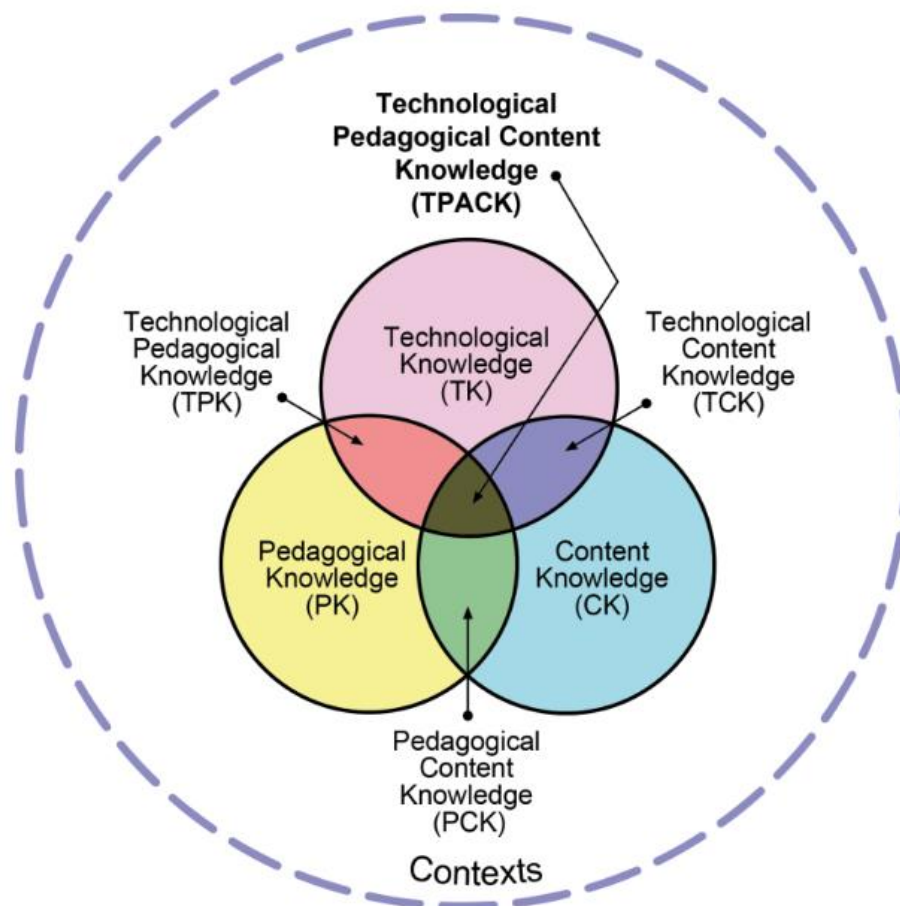 Technological
Pedagogical Content
Knowledge
(TPACK)
Technological
Pedagogical
Knowledge
(TPK)
Technological
Knowledge
(TK)
Technological
Content
Knowledge
(TCK)
Pedagogical
Knowledge
(PK)
Content
Knowledge
(CK)
Pedagogical
Content
Knowledge
(PCK)
Contexts